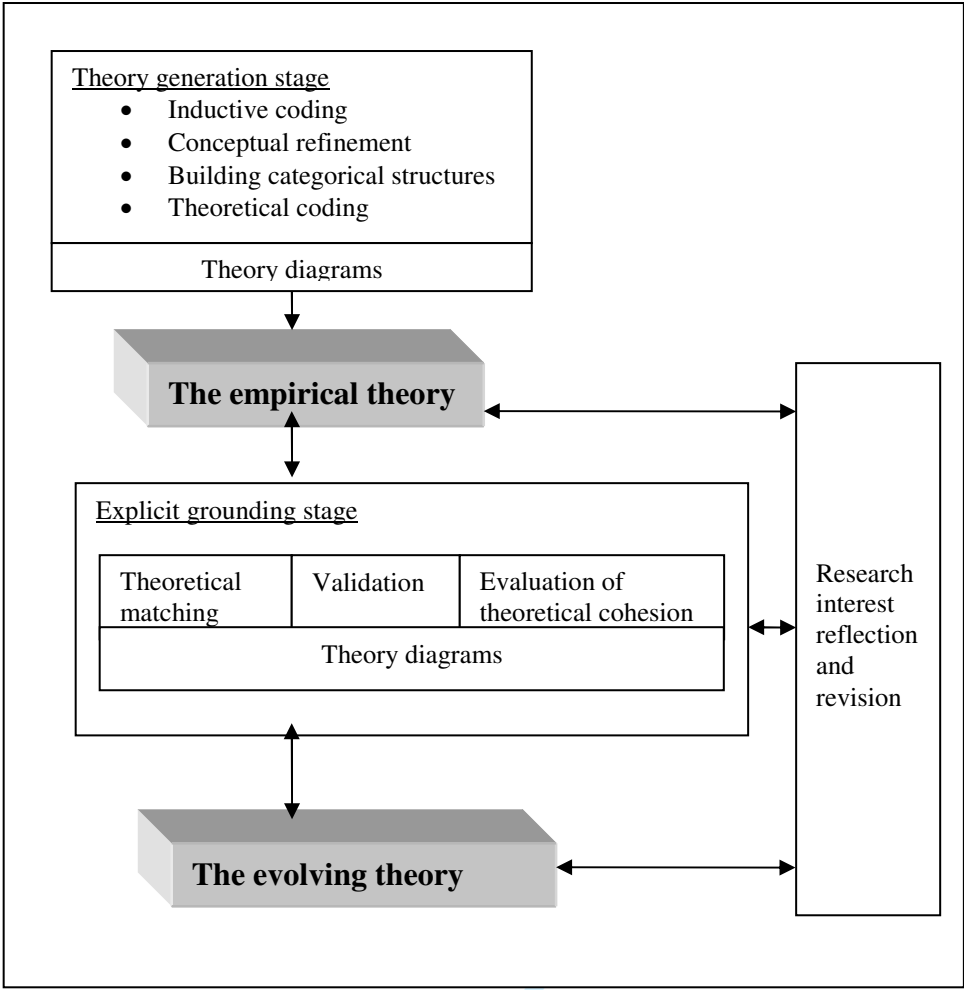 Theory generation stage
• Inductive coding
• Conceptual refinement
• Building categorical structures
• Theoretical coding
Theory diagrams
The empirical theory
Explicit grounding stage
Theoretical
matching
Validation
Evaluation of
theoretical cohesion
Theory diagrams
Research
interest
reflection
and
revision
The evolving theory